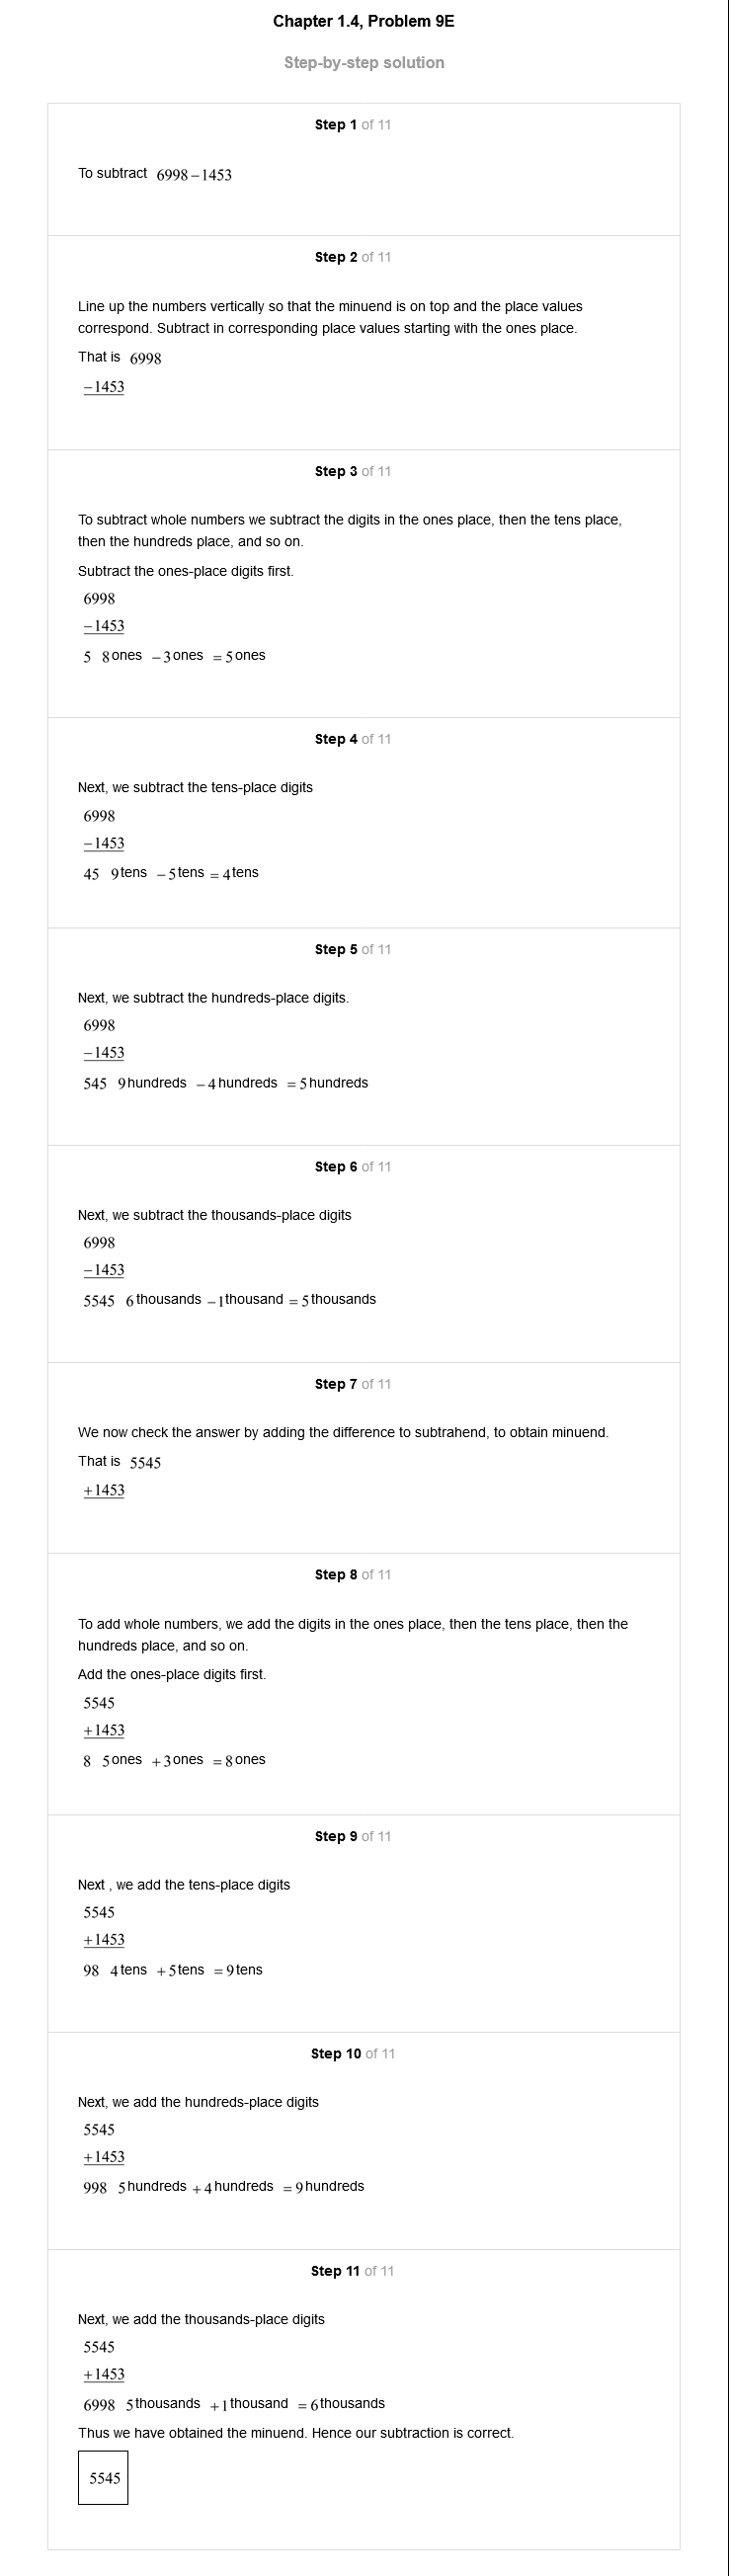 Chapter 1.4, Problem 9E
Step-by-step solution
Step 1 of 11
To subtract 6998 – 1453
Step 2 of 11
Line up the numbers vertically so that the minuend is on top and the place values
correspond. Subtract in corresponding place values starting with the ones place.
That is 6998
–1453
Step 3 of 11
To subtract whole numbers we subtract the digits in the ones place, then the tens place,
then the hundreds place, and so on.
Subtract the ones-place digits first.
6998
–1453
5 8 ones – 3 ones = 5 ones
Step 4 of 11
Next, we subtract the tens-place digits
6998
–1453
45 9 tens – 5 tens = 4 tens
Step 5 of 11
Next, we subtract the hundreds-place digits.
6998
–1453
545 9 hundreds – 4 hundreds = 5 hundreds
Step 6 of 11
Next, we subtract the thousands-place digits
6998
–1453
5545 6 thousands – 1 thousand = 5 thousands
Step 7 of 11
We now check the answer by adding the difference to subtrahend, to obtain minuend.
That is 5545
+1453
Step 8 of 11
To add whole numbers, we add the digits in the ones place, then the tens place, then the
hundreds place, and so on.
Add the ones-place digits first.
5545
+1453
8 5 ones + 3 ones = 8 ones
Step 9 of 11
Next , we add the tens-place digits
5545
+1453
98 4 tens + 5 tens = 9 tens
Step 10 of 11
Next, we add the hundreds-place digits
5545
+1453
998 5 hundreds + 4 hundreds = 9 hundreds
Step 11 of 11
Next, we add the thousands-place digits
5545
+1453
6998 5 thousands + 1 thousand = 6 thousands
Thus we have obtained the minuend. Hence our subtraction is correct.
5545